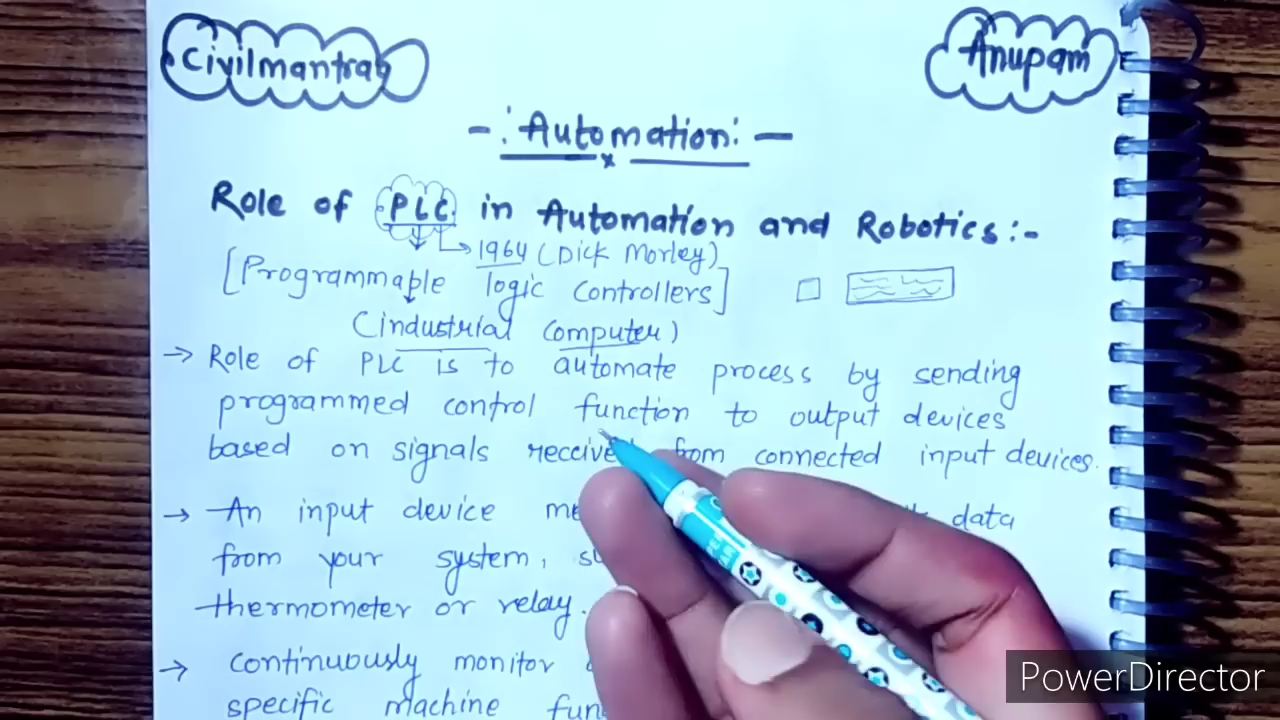 Civilmantra
Anupam
-: Automation: -
x
Role of PLC in Automation and Robotics:-
1964 (Dick Morley)
[Programmable logic controllers]
(industrial computer)
→ Role of PLC is to automate process by sending
programmed control function to output devices
based on signals from connected input devices.
→ An input device data
from your system,
thermometer or relay.
→ Continuously monitor
specific machine
PowerDirector